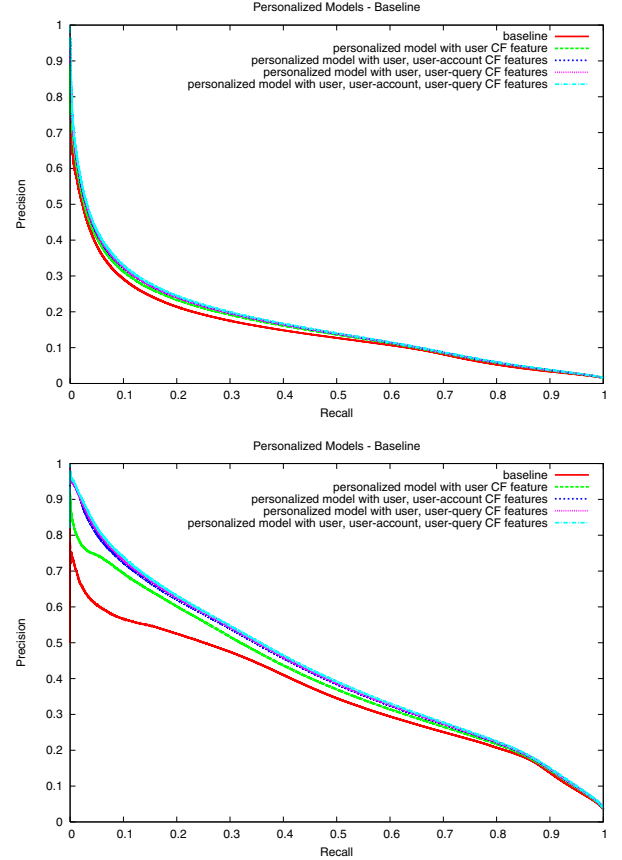 Personalized Models - Baseline
baseline
personalized model with user CF feature
personalized model with user, user-account CF features
personalized model with user, user-query CF features
personalized model with user, user-account, user-query CF features
1
0.9
0.8
0.7
0.6
0.5
0.4
0.3
0.2
0.1
0
Precision
0 0.1 0.2 0.3 0.4 0.5 0.6 0.7 0.8 0.9 1
Recall
Personalized Models - Baseline
baseline
personalized model with user CF feature
personalized model with user, user-account CF features
personalized model with user, user-query CF features
personalized model with user, user-account, user-query CF features
1
0.9
0.8
0.7
0.6
0.5
0.4
0.3
0.2
0.1
0
Precision
0 0.1 0.2 0.3 0.4 0.5 0.6 0.7 0.8 0.9 1
Recall